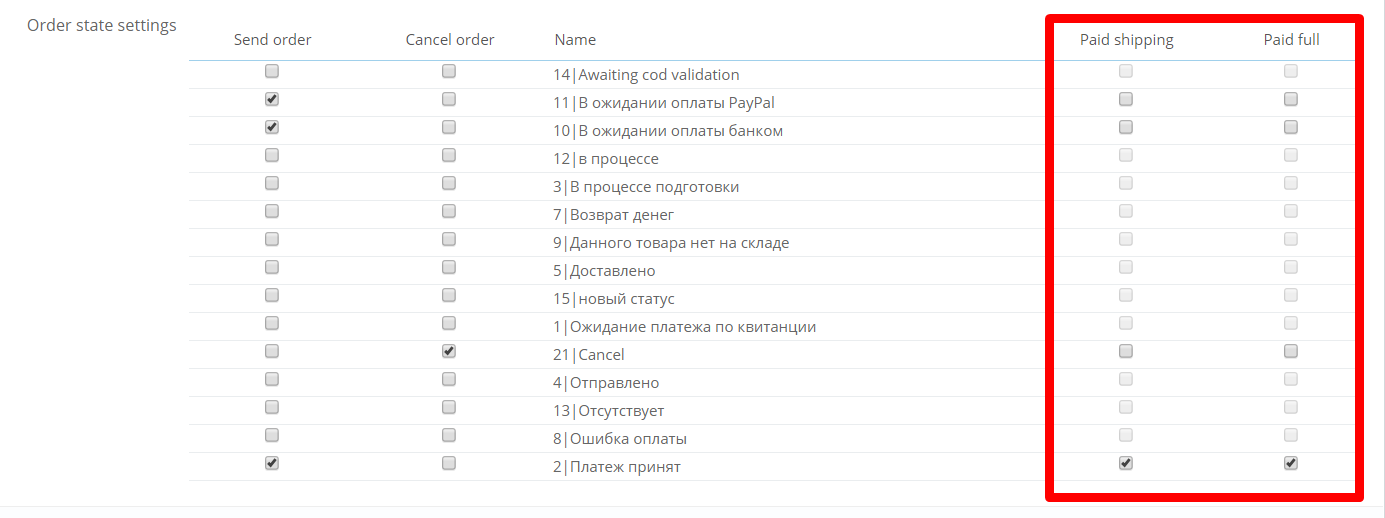 Order state settings
Send order Cancel order Name Paid shipping Paid full
14|Awaiting cod validation
11|В ожидании оплаты PayPal
10|В ожидании оплаты банком
12|в процессе
3|В процессе подготовки
7|Возврат денег
9|Данного товара нет на складе
5|Доставлено
15|новый статус
1|Ожидание платежа по квитанции
21|Cancel
4|Отправлено
13|Отсутствует
8|Ошибка оплаты
2|Платеж принят